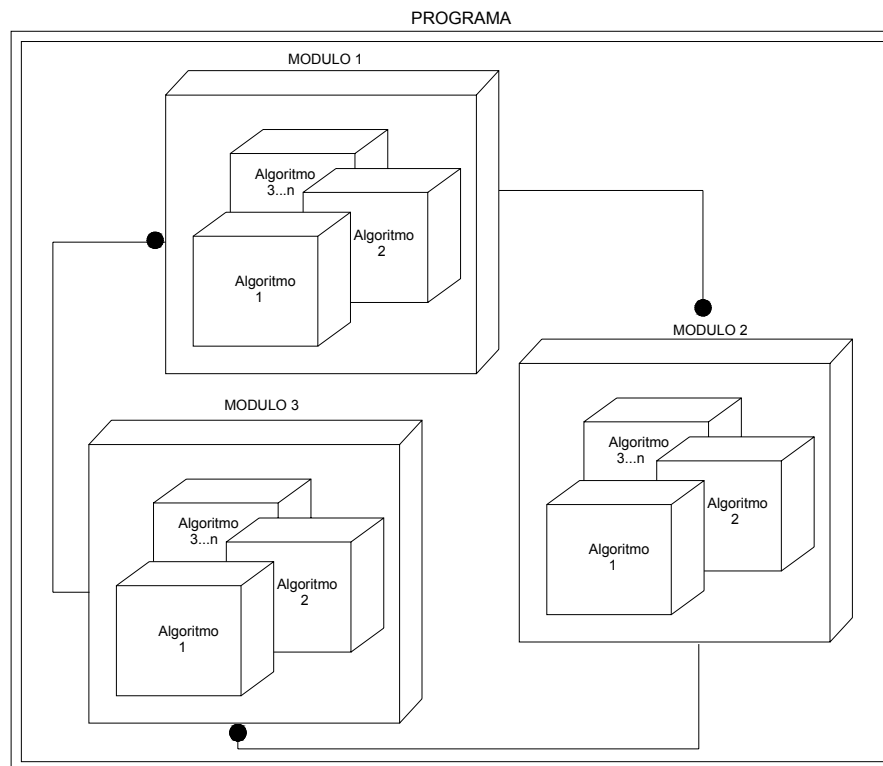 PROGRAMA
MODULO 1
Algoritmo
3...n
Algoritmo
2
Algoritmo
1
MODULO 2
Algoritmo
3...n
Algoritmo
2
Algoritmo
1
MODULO 3
Algoritmo
3...n
Algoritmo
2
Algoritmo
1